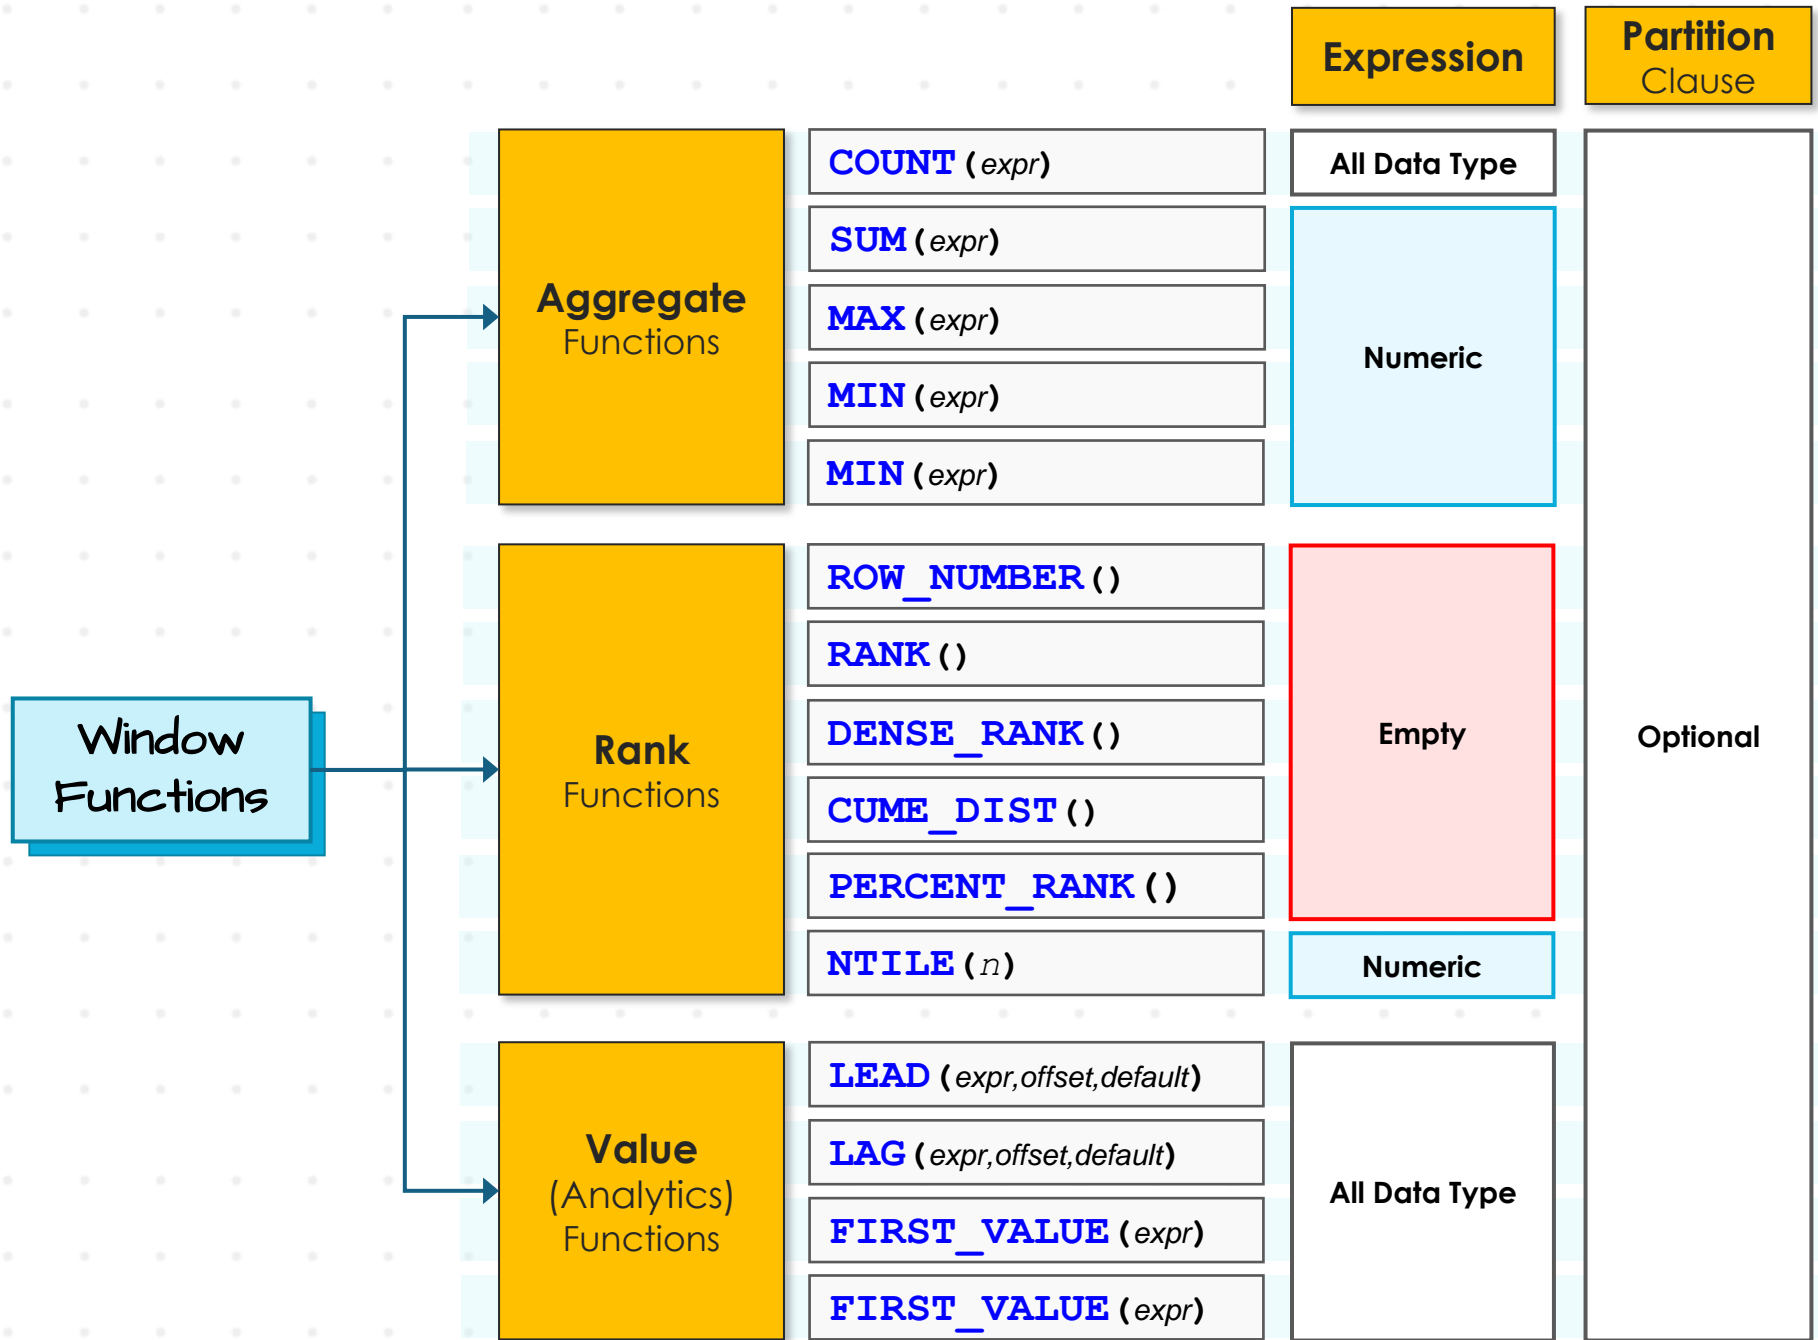 Expression
Partition
Clause
Window
Functions
Aggregate
Functions
COUNT(expr)
SUM(expr)
MAX(expr)
MIN(expr)
MIN(expr)
All Data Type
Numeric
Rank
Functions
ROW_NUMBER()
RANK()
DENSE_RANK()
CUME_DIST()
PERCENT_RANK()
NTILE(n)
Empty
Numeric
Value
(Analytics)
Functions
LEAD(expr,offset,default)
LAG(expr,offset,default)
FIRST_VALUE(expr)
FIRST_VALUE(expr)
All Data Type
Optional